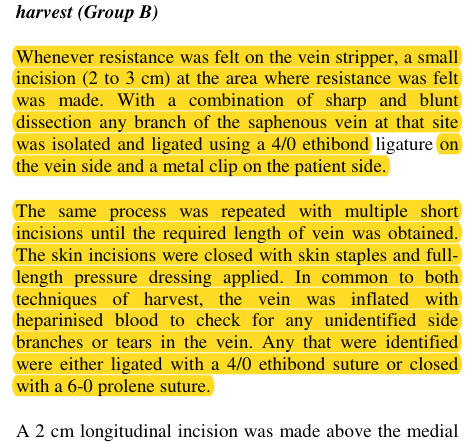 harvest (Group B)
Whenever resistance was felt on the vein stripper, a small
incision (2 to 3 cm) at the area where resistance was felt
was made. With a combination of sharp and blunt
dissection any branch of the saphenous vein at that site
was isolated and ligated using a 4/0 ethibond ligature on
the vein side and a metal clip on the patient side.
The same process was repeated with multiple short
incisions until the required length of vein was obtained.
The skin incisions were closed with skin staples and full-
length pressure dressing applied. In common to both
techniques of harvest, the vein was inflated with
heparinised blood to check for any unidentified side
branches or tears in the vein. Any that were identified
were either ligated with a 4/0 ethibond suture or closed
with a 6-0 prolene suture.
A 2 cm longitudinal incision was made above the medial